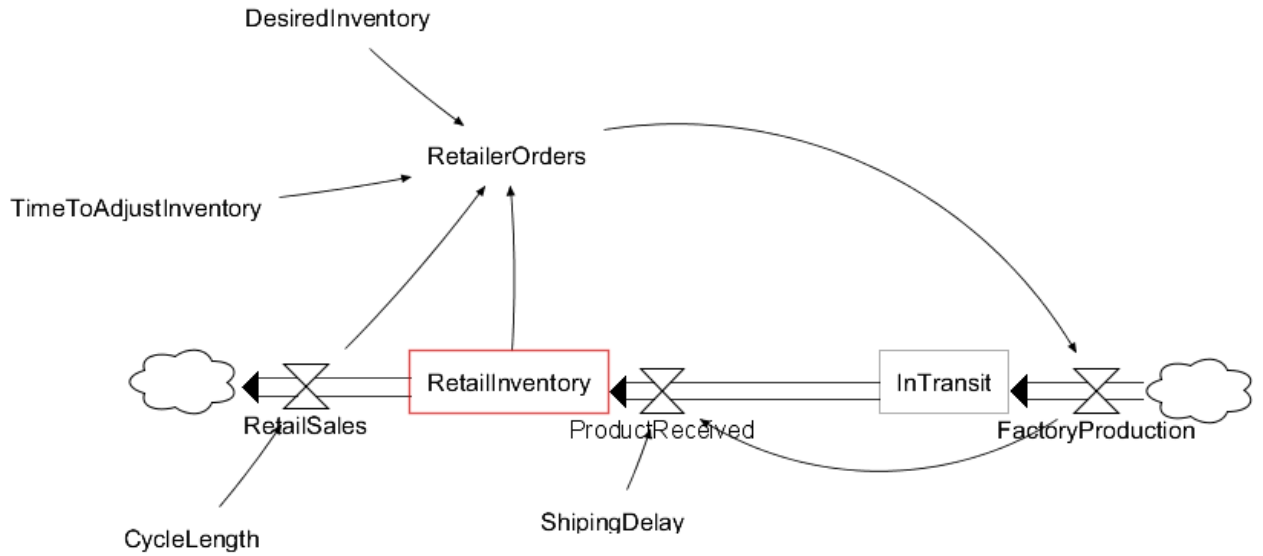 DesiredInventory
RetailerOrders
TimeToAdjustInventory
RetailInventory
InTransit
RetailSales
ProductReceived
FactoryProduction
ShipingDelay
CycleLength